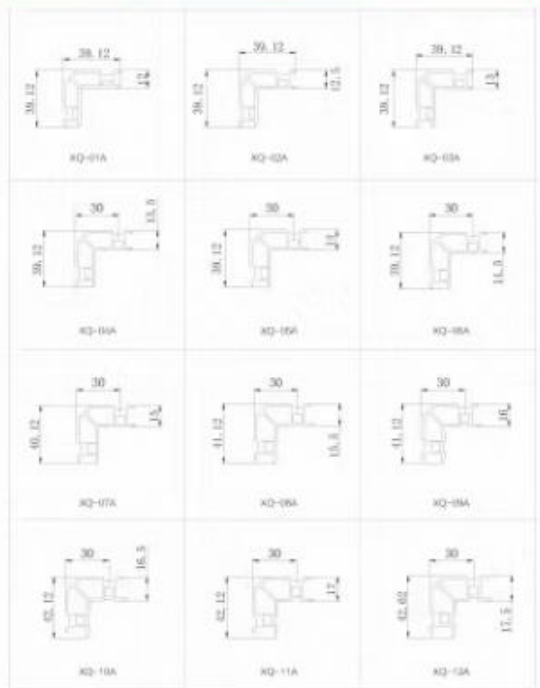 39.12
39.12
12
XQ-01A
39.12
39.12
12.5
XQ-02A
39.12
39.12
13
XQ-03A
30
39.12
13.5
XQ-04A
30
39.12
XQ-05A
30
39.12
14.5
XQ-06A
30
40.12
15
XQ-07A
30
41.12
15.5
XQ-08A
30
41.12
16
XQ-09A
30
42.12
16.5
XQ-10A
30
42.12
17
XQ-11A
30
42.62
17.5
XQ-12A